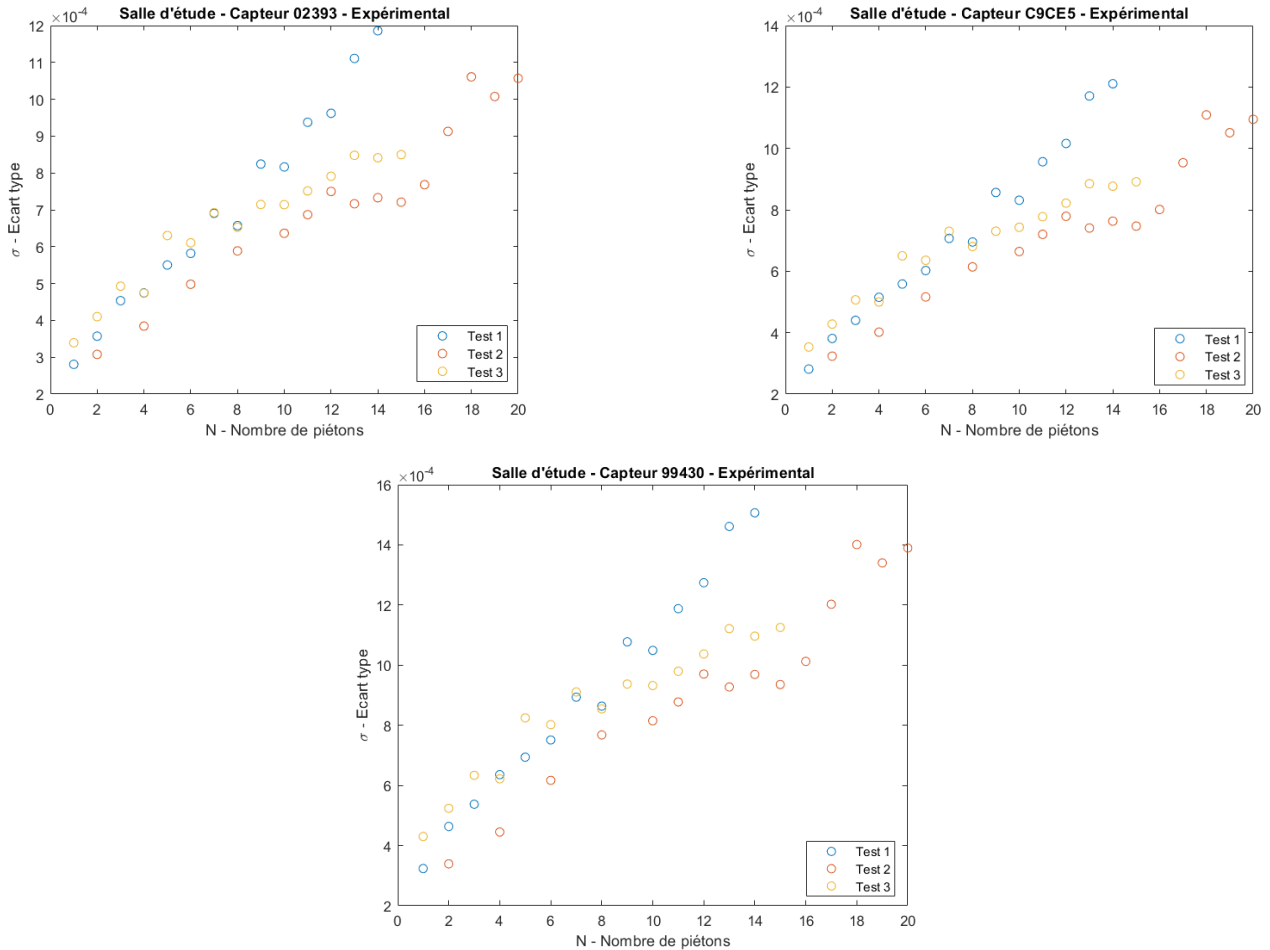 Salle d'étude - Capteur 02393 - Expérimental
×10⁻⁴
12
11
10
9
8
7
6
5
4
3
2
σ - Ecart type
0 2 4 6 8 10 12 14 16 18 20
N - Nombre de piétons
Test 1
Test 2
Test 3
Salle d'étude - Capteur C9CE5 - Expérimental
×10⁻⁴
14
12
10
8
6
4
2
σ - Ecart type
0 2 4 6 8 10 12 14 16 18 20
N - Nombre de piétons
Test 1
Test 2
Test 3
Salle d'étude - Capteur 99430 - Expérimental
×10⁻⁴
16
14
12
10
8
6
4
2
σ - Ecart type
0 2 4 6 8 10 12 14 16 18 20
N - Nombre de piétons
Test 1
Test 2
Test 3